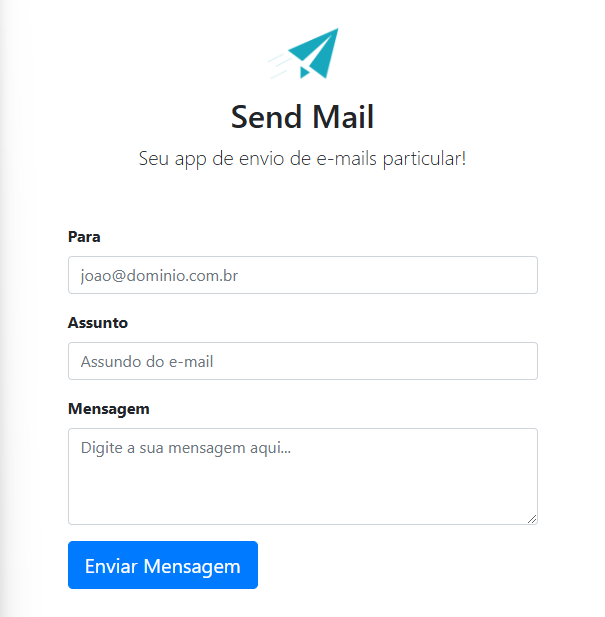 Send Mail
Seu app de envio de e-mails particular!
Para
joao@dominio.com.br
Assunto
Assundo do e-mail
Mensagem
Digite a sua mensagem aqui...
Enviar Mensagem